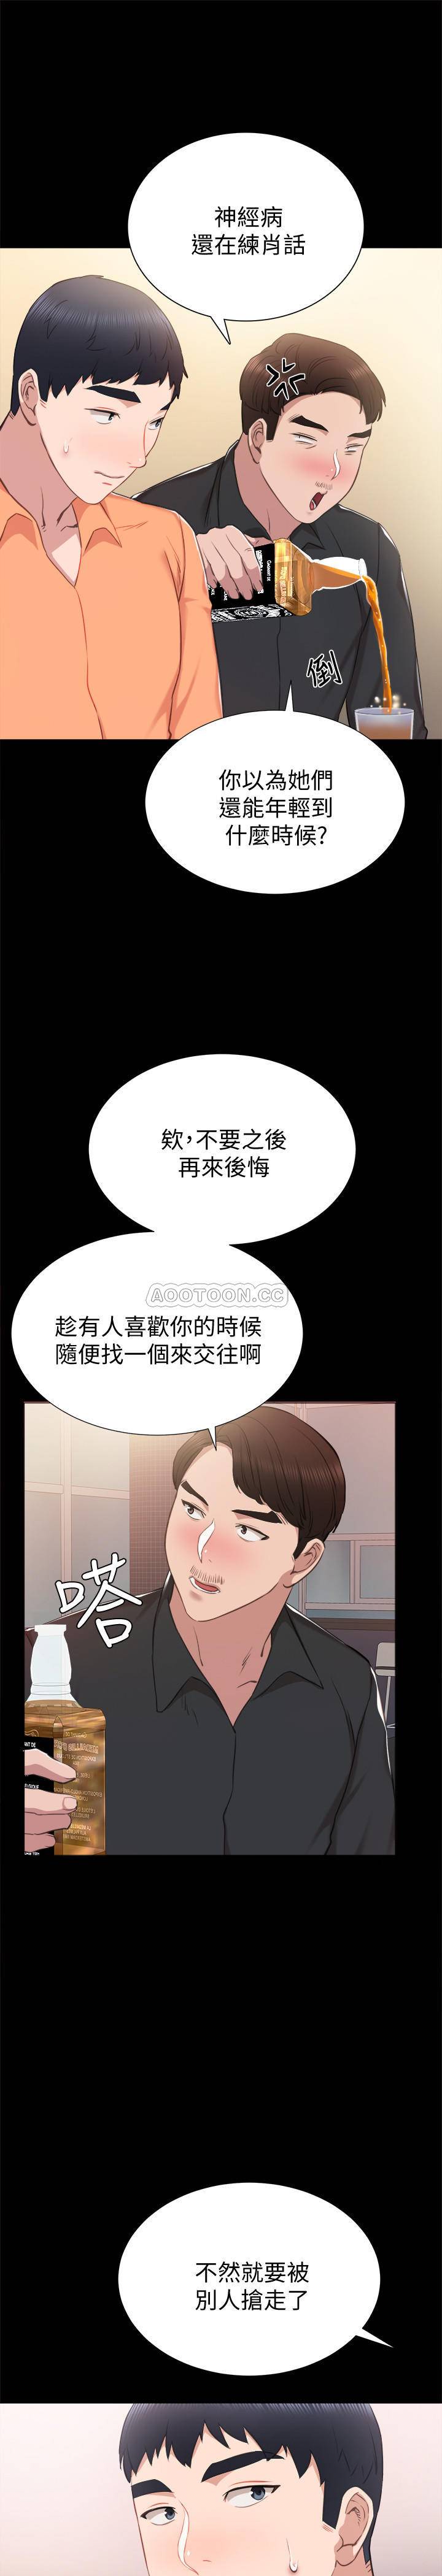 神經病
還在練肖話
倒
你以為她們
還能年輕到
什麼時候?
欸，不要之後
再來後悔
AOOTOON.CC
趁有人喜歡你的時候
隨便找一個來交往啊
嗒
不然就要被
別人搶走了